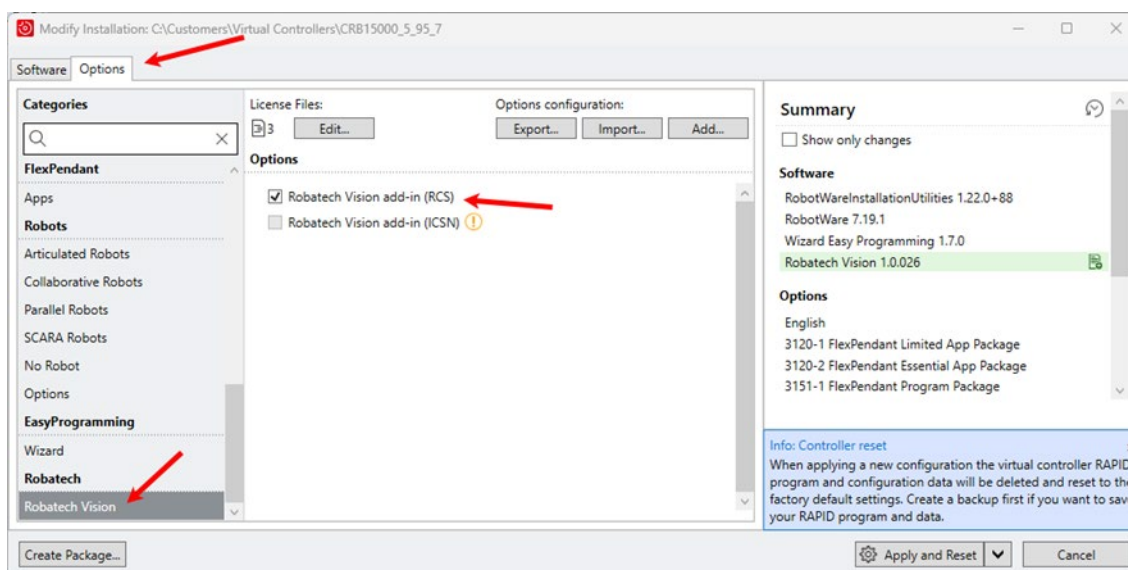 Modify Installation: C:\Customers\Virtual Controllers\CRB15000_5_95_7
Software
Options
Categories
FlexPendant
Apps
Robots
Articulated Robots
Collaborative Robots
Parallel Robots
SCARA Robots
No Robot
Options
EasyProgramming
Wizard
Robatech
Robatech Vision
License Files:
3
Edit...
Options configuration:
Export...
Import...
Add...
Options
Robatech Vision add-in (RCS)
Robatech Vision add-in (ICSN)
Summary
Show only changes
Software
RobotWareInstallationUtilities 1.22.0+88
RobotWare 7.19.1
Wizard Easy Programming 1.7.0
Robatech Vision 1.0.026
Options
English
3120-1 FlexPendant Limited App Package
3120-2 FlexPendant Essential App Package
3151-1 FlexPendant Program Package
Info: Controller reset
When applying a new configuration the virtual controller RAPID
program and configuration data will be deleted and reset to the
factory default settings. Create a backup first if you want to sav
your RAPID program and data.
Create Package...
Apply and Reset
Cancel